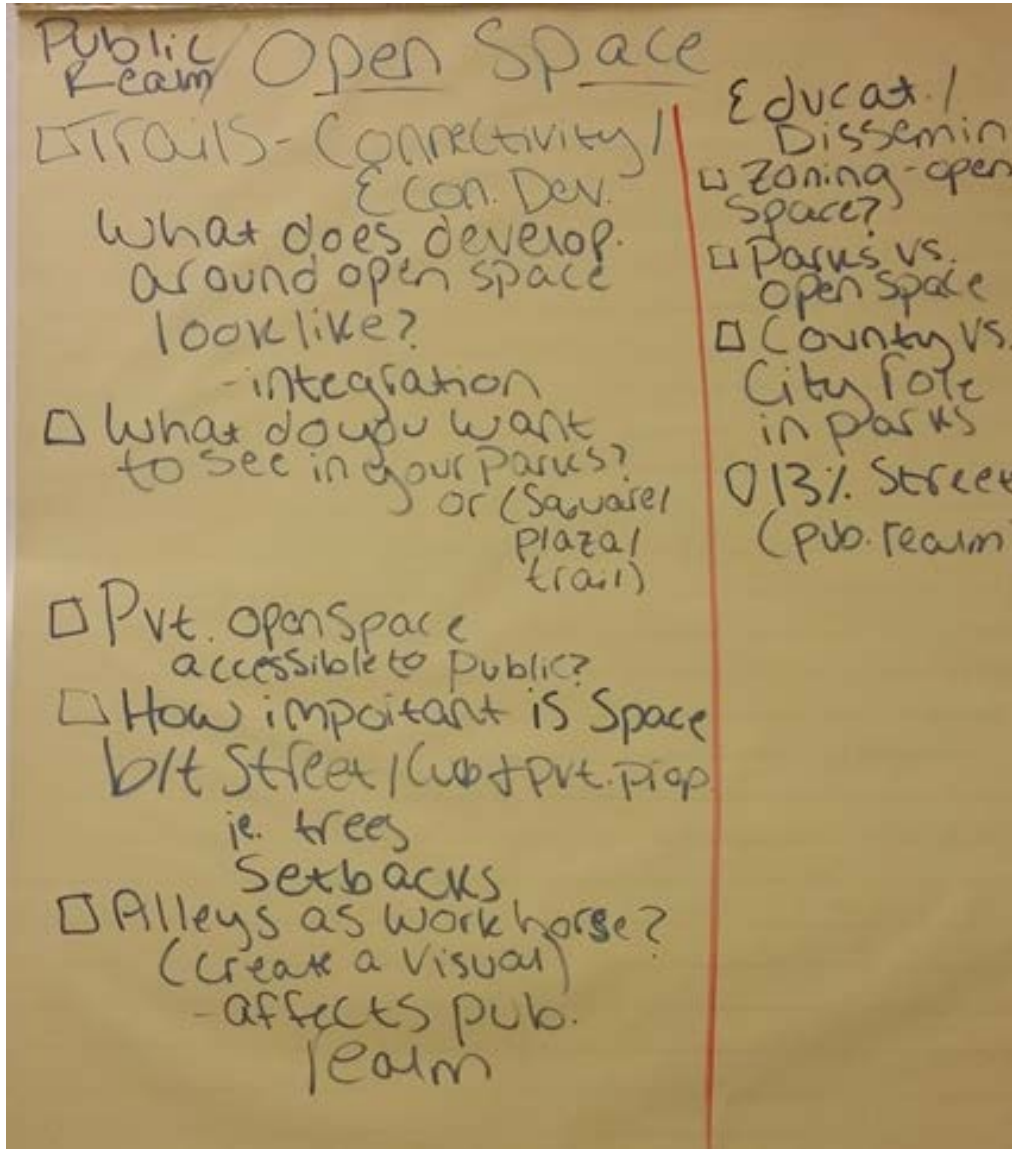 Public
Realm/ Open Space
Trails - Connectivity/
Econ. Dev.
What does develop.
around open space
look like?
- integration
What do you want
to see in your parks?
or (Square/
plaza/
trail)
Pvt. open space
accessible to public?
How important is Space
b/t Street/Curb & pvt. prop.
ie. trees
Setbacks
Alleys as work horse?
(create a visual)
- affects pub.
realm
Educat./
Dissemin
Zoning - open
space?
Parks vs.
open space
County vs.
City role
in parks
13% Street
(pub. realm